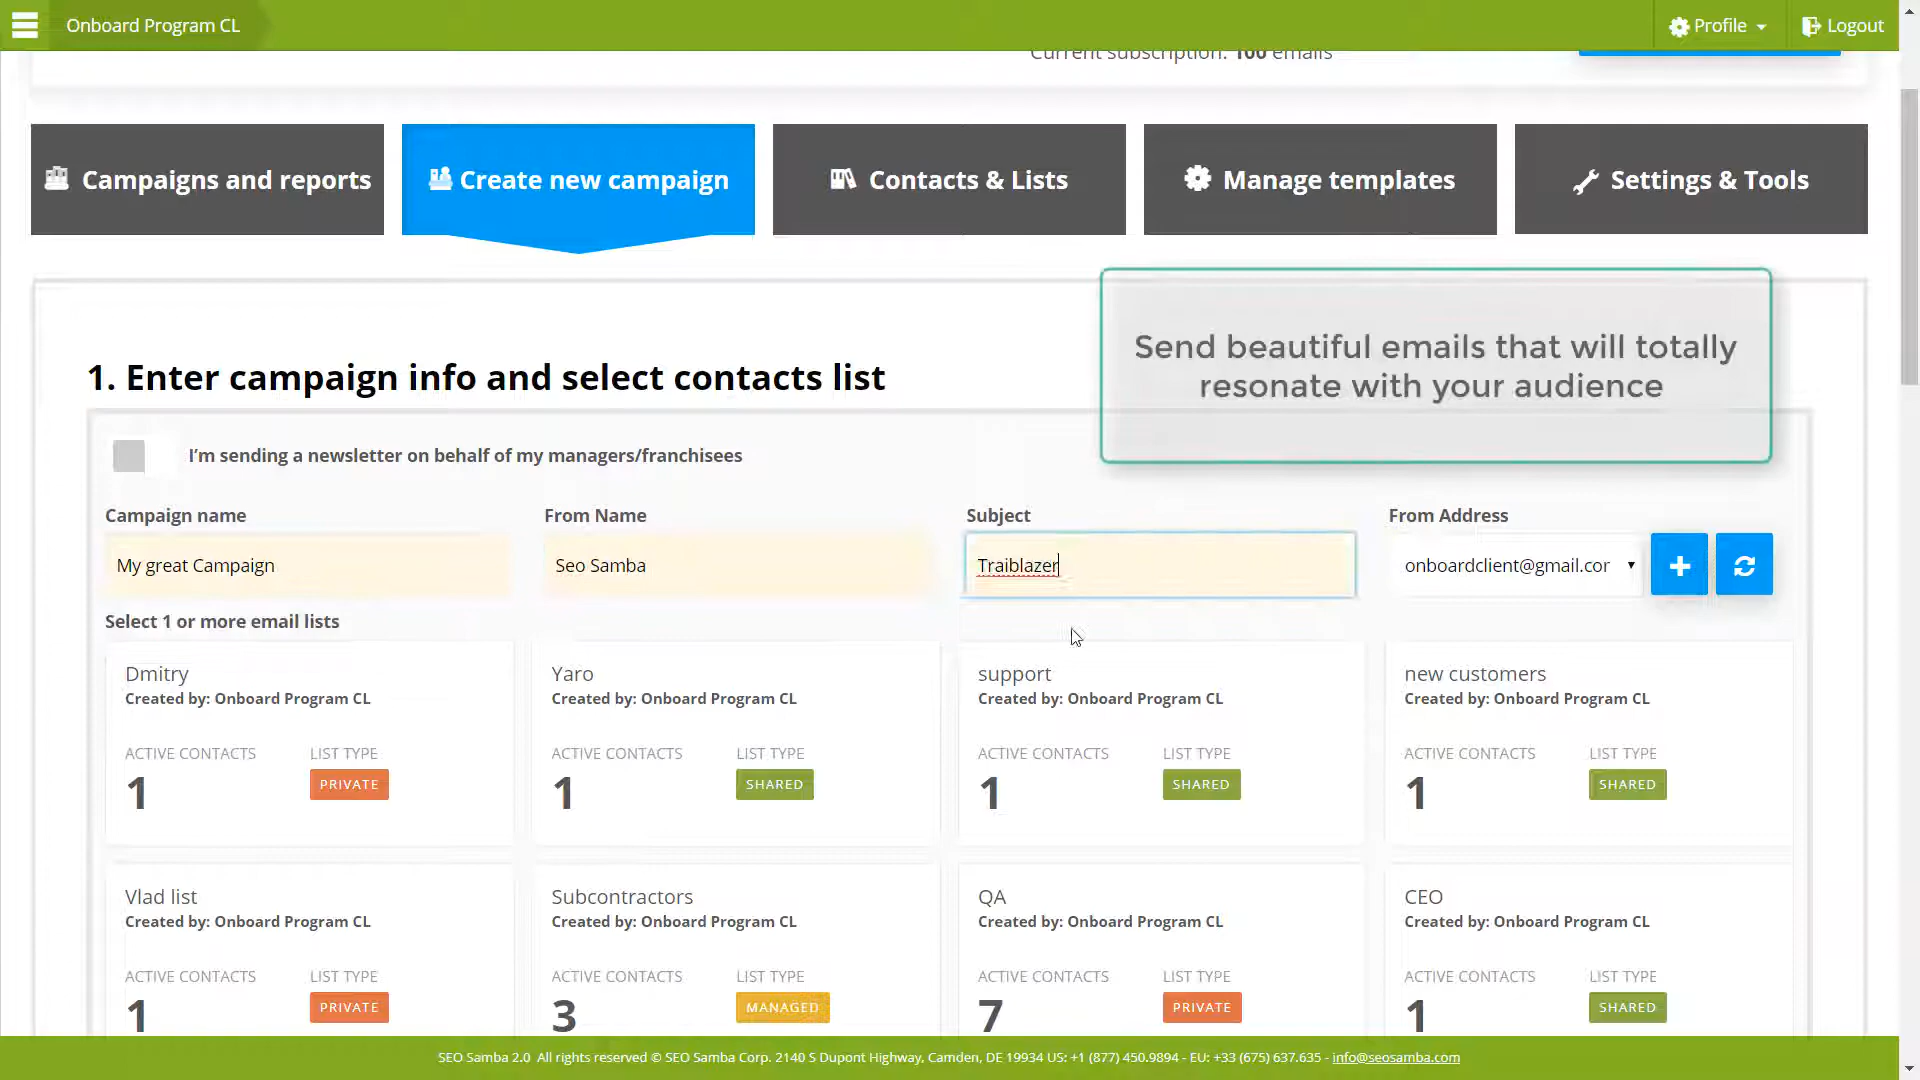 Onboard Program CL
Profile
Logout
Current subscription: 100 emails
Campaigns and reports
Create new campaign
Contacts & Lists
Manage templates
Settings & Tools
Send beautiful emails that will totally
resonate with your audience
1. Enter campaign info and select contacts list
I'm sending a newsletter on behalf of my managers/franchisees
Campaign name
From Name
Subject
From Address
My great Campaign
Seo Samba
Traiblazer
onboardclient@gmail.cor
Select 1 or more email lists
Dmitry
Created by: Onboard Program CL
ACTIVE CONTACTS
LIST TYPE
1
PRIVATE
Yaro
Created by: Onboard Program CL
ACTIVE CONTACTS
LIST TYPE
1
SHARED
support
Created by: Onboard Program CL
ACTIVE CONTACTS
LIST TYPE
1
SHARED
new customers
Created by: Onboard Program CL
ACTIVE CONTACTS
LIST TYPE
1
SHARED
Vlad list
Created by: Onboard Program CL
ACTIVE CONTACTS
LIST TYPE
1
PRIVATE
Subcontractors
Created by: Onboard Program CL
ACTIVE CONTACTS
LIST TYPE
3
MANAGED
QA
Created by: Onboard Program CL
ACTIVE CONTACTS
LIST TYPE
7
PRIVATE
CEO
Created by: Onboard Program CL
ACTIVE CONTACTS
LIST TYPE
1
SHARED
SEO Samba 2.0 All rights reserved © SEO Samba Corp. 2140 S Dupont Highway, Camden, DE 19934 US: +1 (877) 450.9894 - EU: +33 (675) 637.635 - info@seosamba.com